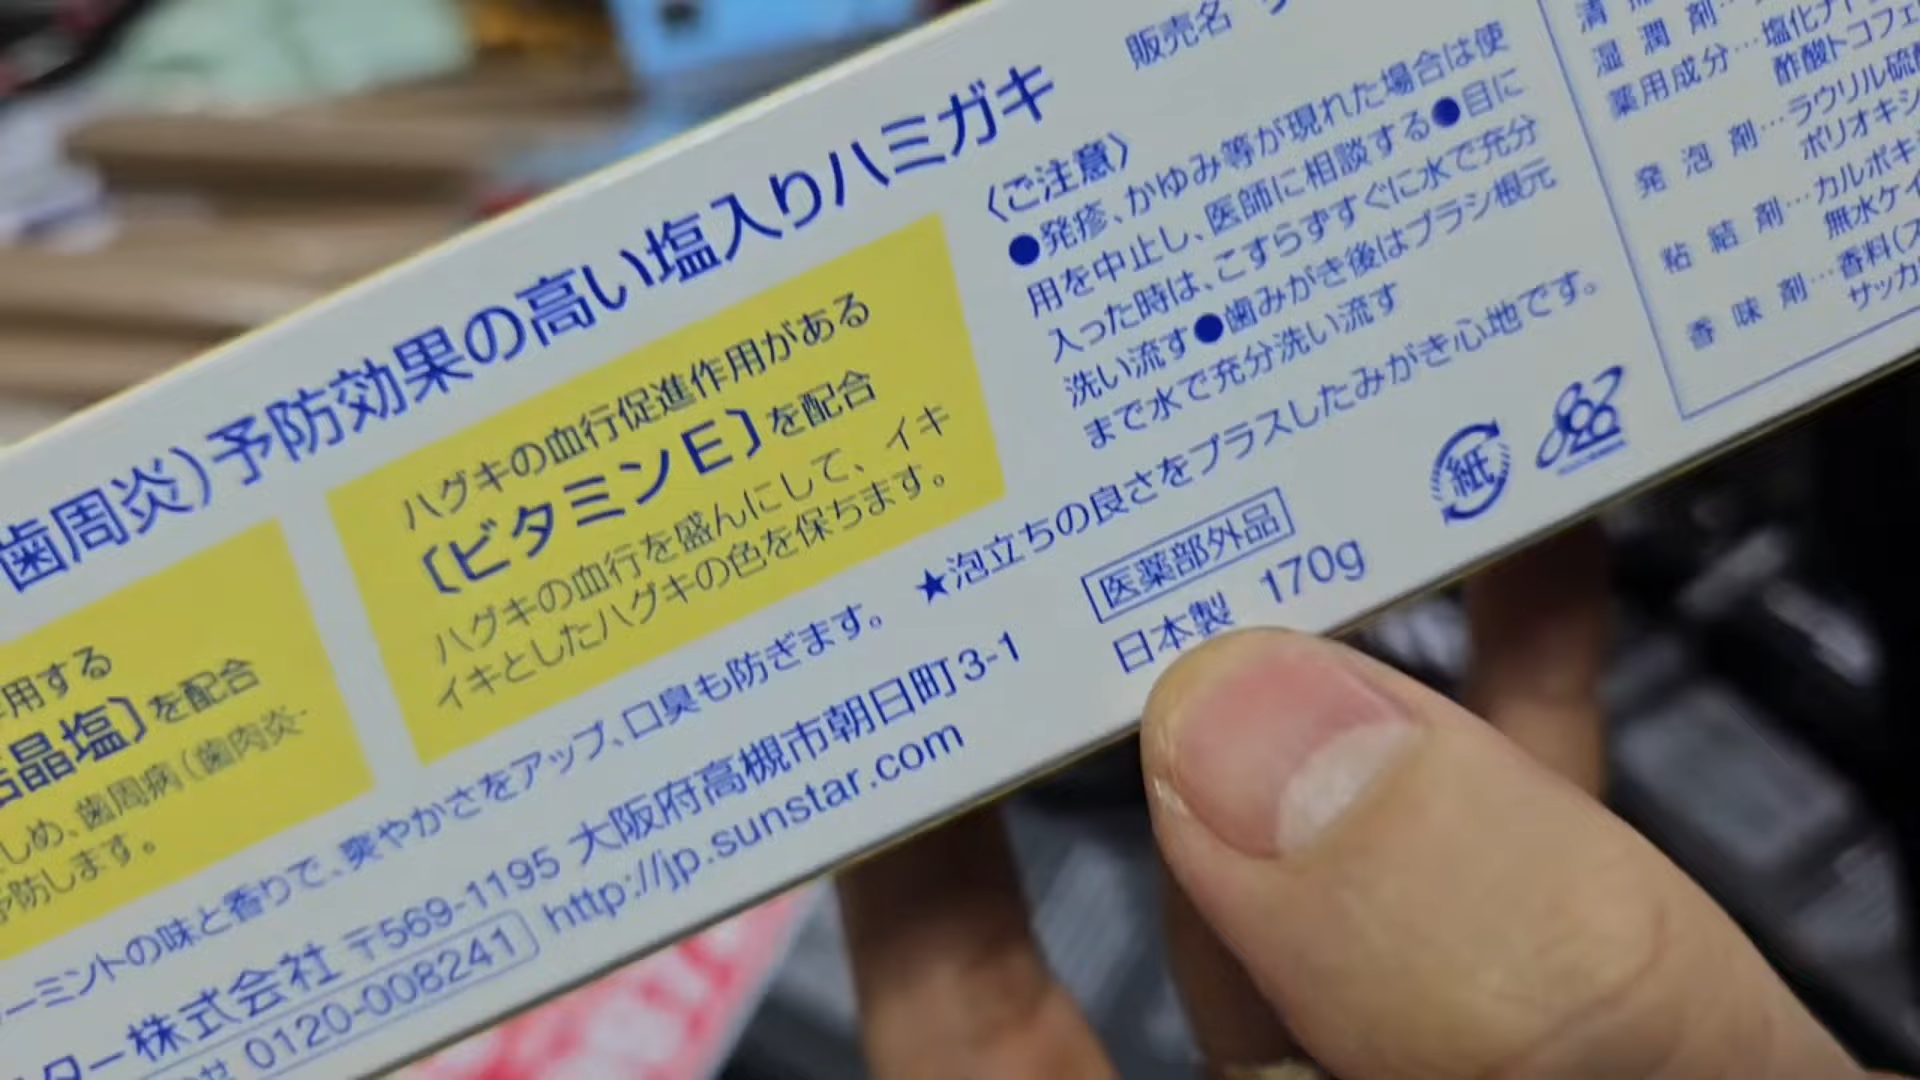 歯周炎)予防効果の高い塩入りハミガキ
用する
晶塩〕を配合
しめ、歯周病(歯肉炎・
予防します。
ハグキの血行促進作用がある
〔ビタミンE〕を配合
ハグキの血行を盛んにして、イキ
イキとしたハグキの色を保ちます。
ーミントの味と香りで、爽やかさをアップ、口臭も防ぎます。 ★泡立ちの良さをプラスしたみがき心地です。
ター株式会社 〒569-1195 大阪府高槻市朝日町3-1
0120-008241 http://jp.sunstar.com
販売名
〈ご注意〉
●発疹、かゆみ等が現れた場合は使
用を中止し、医師に相談する●目に
入った時は、こすらずすぐに水で充分
洗い流す●歯みがき後はブラシ根元
まで水で充分洗い流す
医薬部外品
日本製 170g
紙
湿潤剤…
薬用成分…塩化ナト
酢酸トコフェ
発泡剤…ラウリル硫酸
ポリオキシ
粘結剤…カルボキ
無水ケイ
香味剤…香料(ス
サッカ